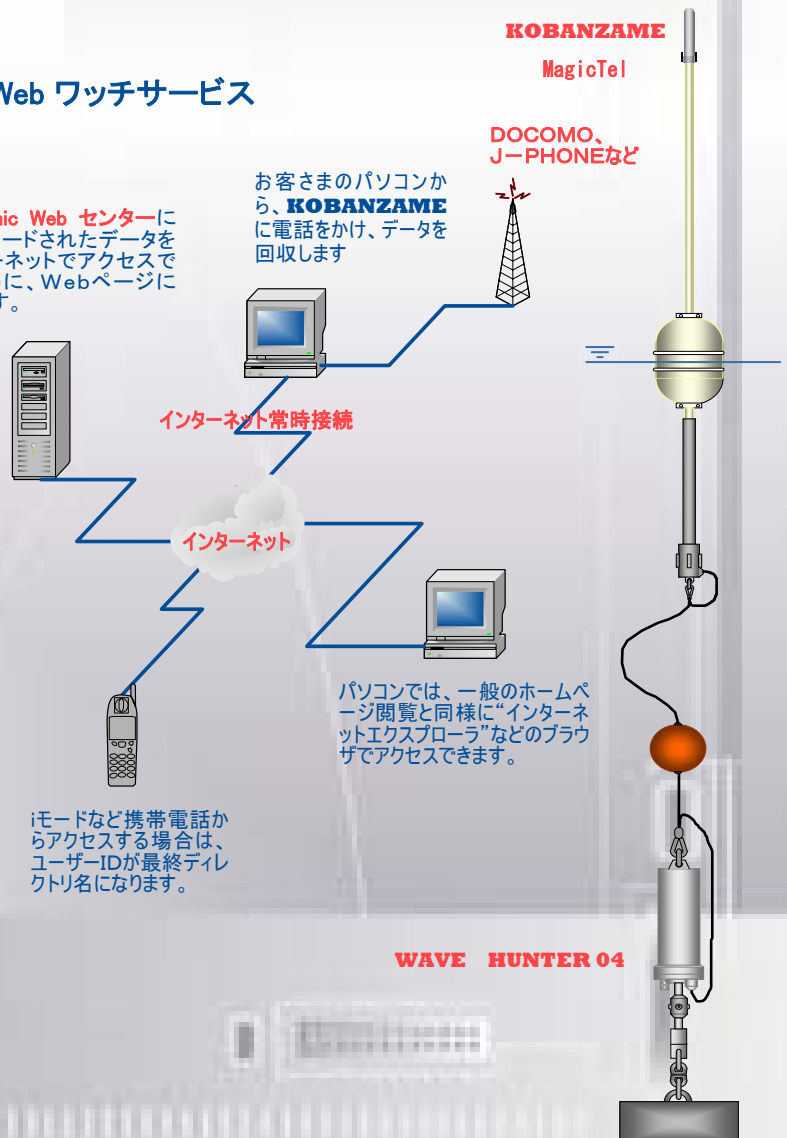 KOBANZAME
MagicTel
Web ワッチサービス
DOCOMO、
J－PHONEなど
お客さまのパソコンか
ら、KOBANZAME
に電話をかけ、データを
回収します
nic Web センターに
ードされたデータを
ーネットでアクセスで
に、Webページに
す。
インターネット常時接続
インターネット
パソコンでは、一般のホームペ
ージ閲覧と同様に“インターネ
ットエクスプローラ”などのブラウ
ザでアクセスできます。
iモードなど携帯電話か
らアクセスする場合は、
ユーザーIDが最終ディレ
クトリ名になります。
WAVE　HUNTER 04